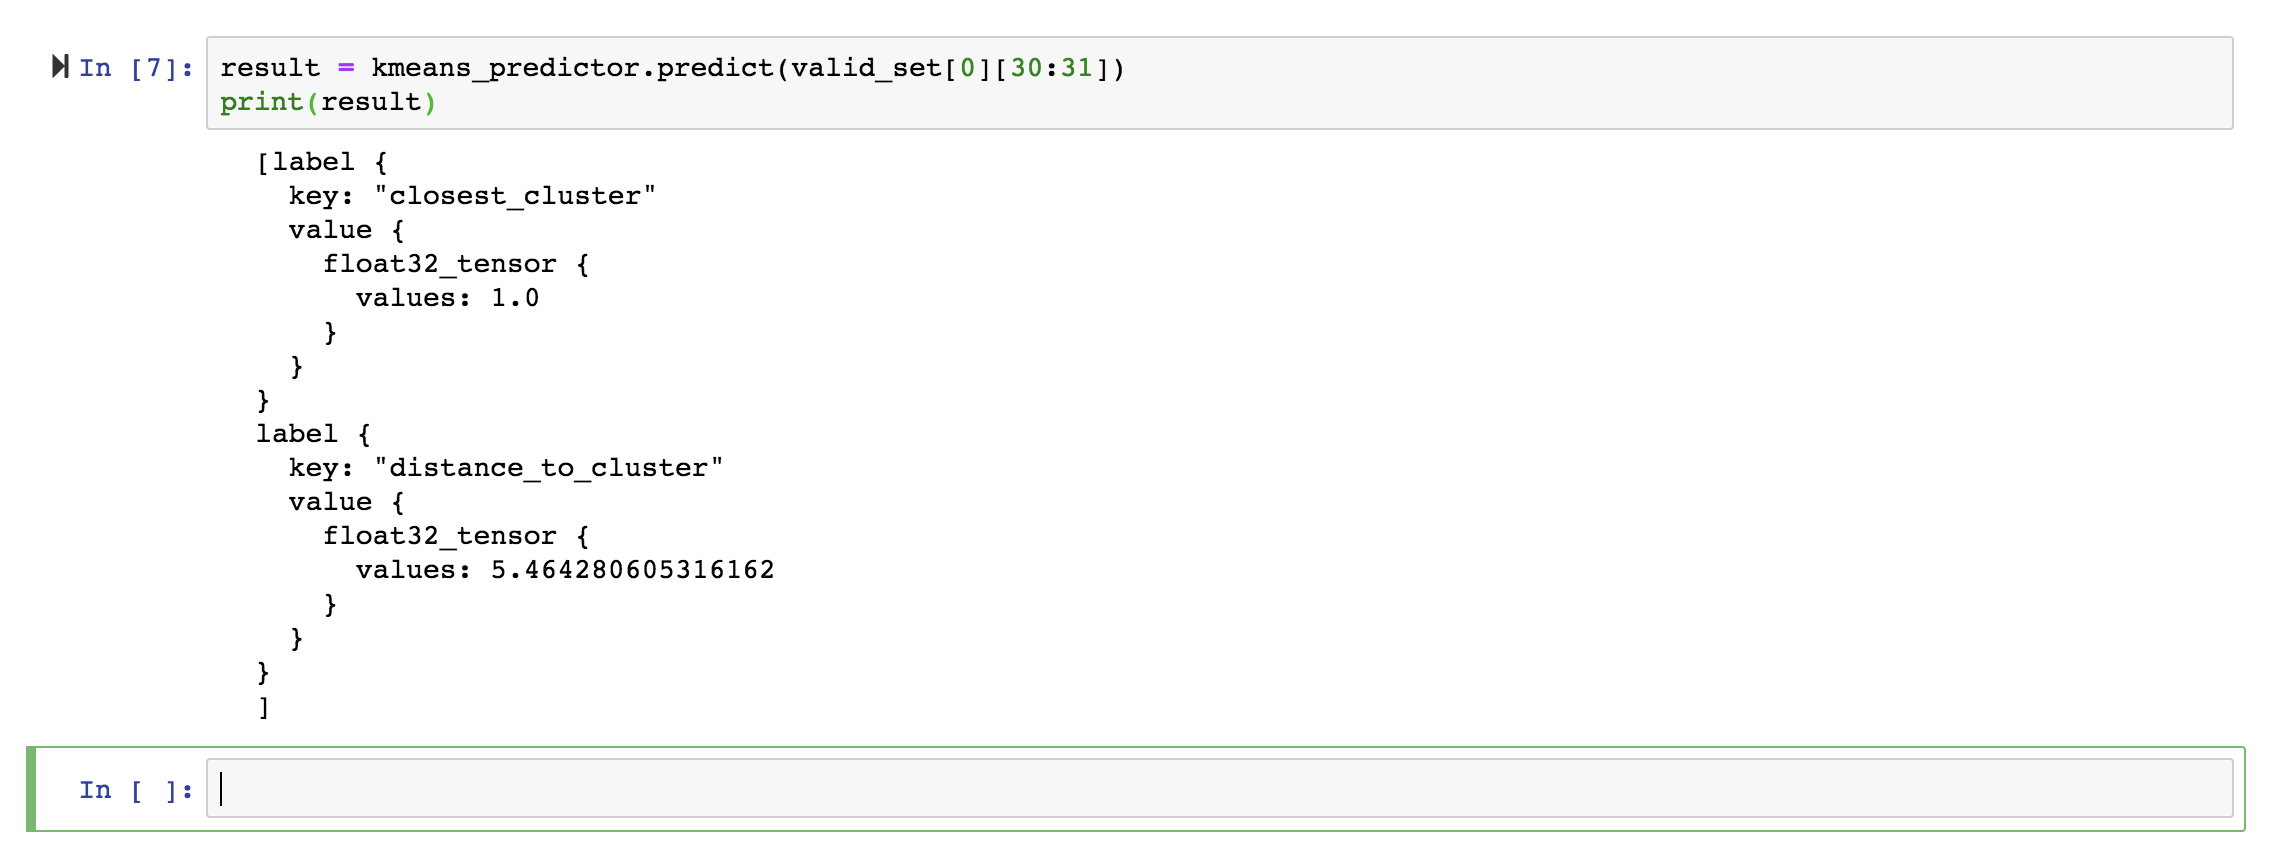 In [7]: result = kmeans_predictor.predict(valid_set[0][30:31])
print(result)
[label {
  key: "closest_cluster"
  value {
    float32_tensor {
      values: 1.0
    }
  }
}
label {
  key: "distance_to_cluster"
  value {
    float32_tensor {
      values: 5.464280605316162
    }
  }
}
]
In [ ]: